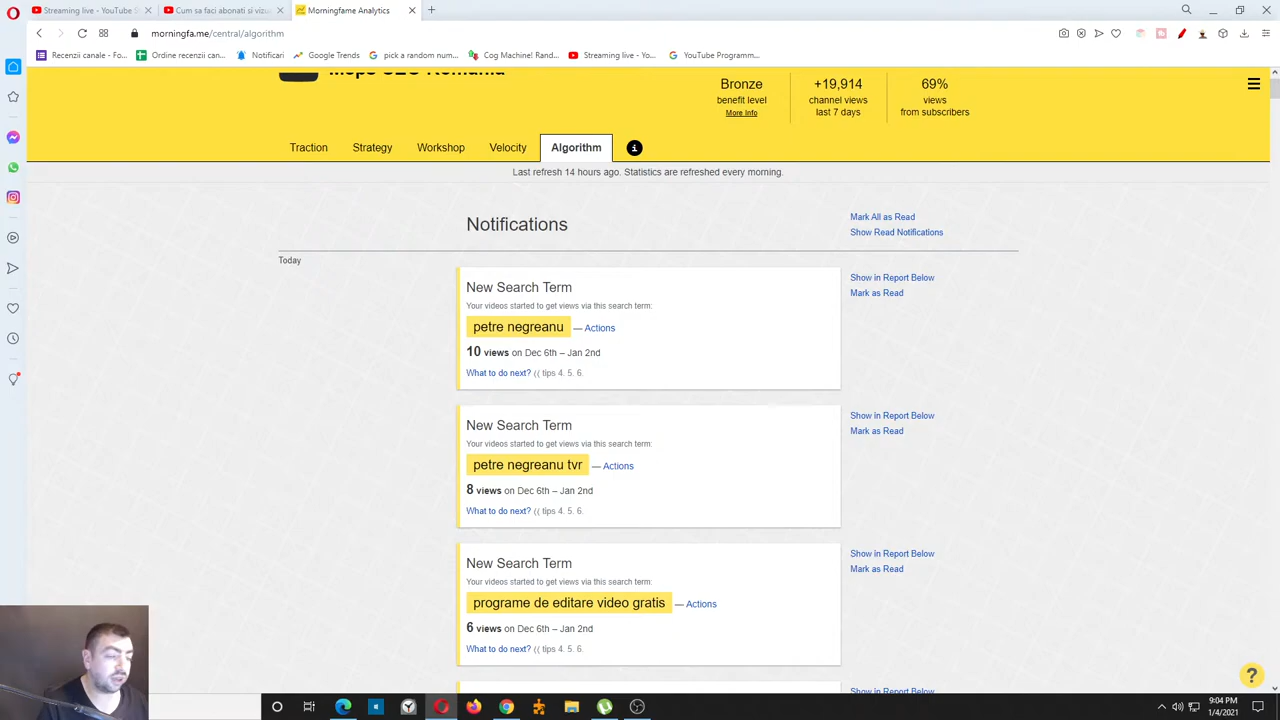 Streaming live - YouTube S
Cum sa faci abonati si vizu
Morningfame Analytics
morningfa.me/central/algorithm
Recenzii canale - Fo...
Ordine recenzii can...
Notificari
Google Trends
pick a random num...
Cog Machine! Rand...
Streaming live - Yo...
YouTube Programm...
Bronze
benefit level
More Info
+19,914
channel views
last 7 days
69%
views
from subscribers
Traction
Strategy
Workshop
Velocity
Algorithm
i
Last refresh 14 hours ago. Statistics are refreshed every morning.
Notifications
Mark All as Read
Show Read Notifications
Today
New Search Term
Your videos started to get views via this search term:
petre negreanu — Actions
10 views on Dec 6th – Jan 2nd
What to do next? (( tips 4. 5. 6.
Show in Report Below
Mark as Read
New Search Term
Your videos started to get views via this search term:
petre negreanu tvr — Actions
8 views on Dec 6th – Jan 2nd
What to do next? (( tips 4. 5. 6.
Show in Report Below
Mark as Read
New Search Term
Your videos started to get views via this search term:
programe de editare video gratis — Actions
6 views on Dec 6th – Jan 2nd
What to do next? (( tips 4. 5. 6.
Show in Report Below
Mark as Read
Show in Report Below
?
9:04 PM
1/4/2021